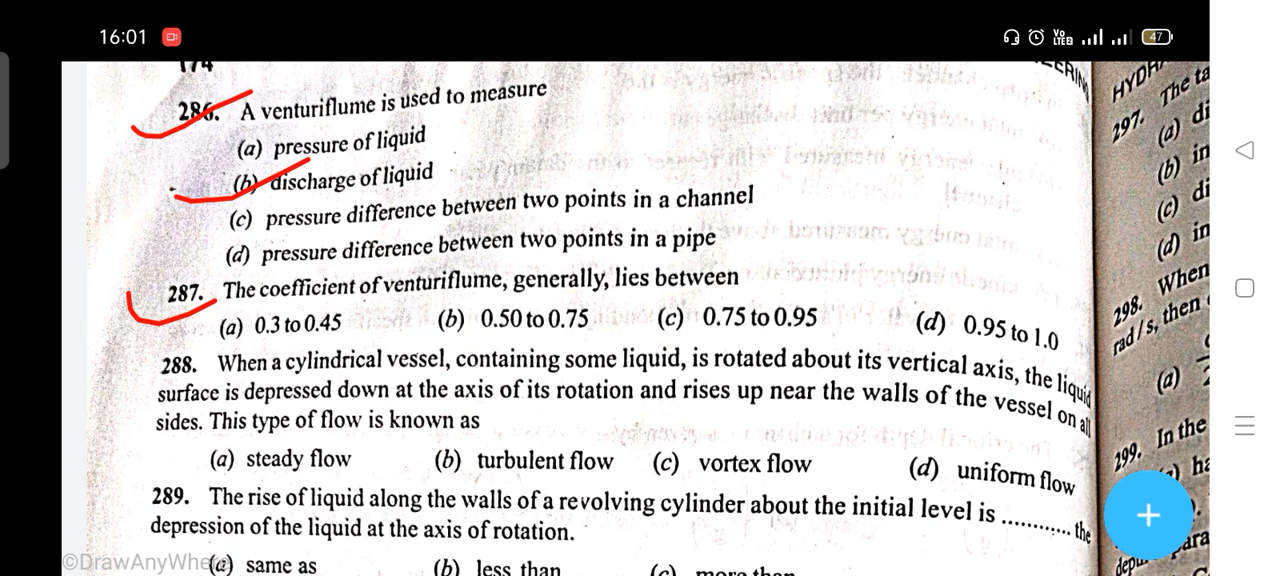 16:01
Vo
LTE2
47
174
286. A venturiflume is used to measure
(a) pressure of liquid
(b) discharge of liquid
(c) pressure difference between two points in a channel
(d) pressure difference between two points in a pipe
287. The coefficient of venturiflume, generally, lies between
(a) 0.3 to 0.45 (b) 0.50 to 0.75 (c) 0.75 to 0.95 (d) 0.95 to 1.0
288. When a cylindrical vessel, containing some liquid, is rotated about its vertical axis, the liquid
surface is depressed down at the axis of its rotation and rises up near the walls of the vessel on all
sides. This type of flow is known as
(a) steady flow (b) turbulent flow (c) vortex flow (d) uniform flow
289. The rise of liquid along the walls of a revolving cylinder about the initial level is ............ the
depression of the liquid at the axis of rotation.
(a) same as (b) less than (c) more than
©DrawAnyWhere
297. The ta
(a) di
(b) in
(c) di
(d) in
298. When
rad/s, then
(a)
299. In the